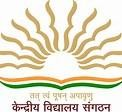 तत् त्वं पूषन् अपावृणु
केन्द्रीय विद्यालय संगठन